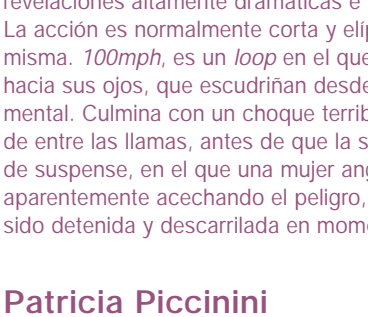 revelaciones altamente dramáticas e
La acción es normalmente corta y elíp
misma. 100mph, es un loop en el que
hacia sus ojos, que escudriñan desde
mental. Culmina con un choque terrib
de entre las llamas, antes de que la s
de suspense, en el que una mujer ang
aparentemente acechando el peligro,
sido detenida y descarrilada en mome
Patricia Piccinini